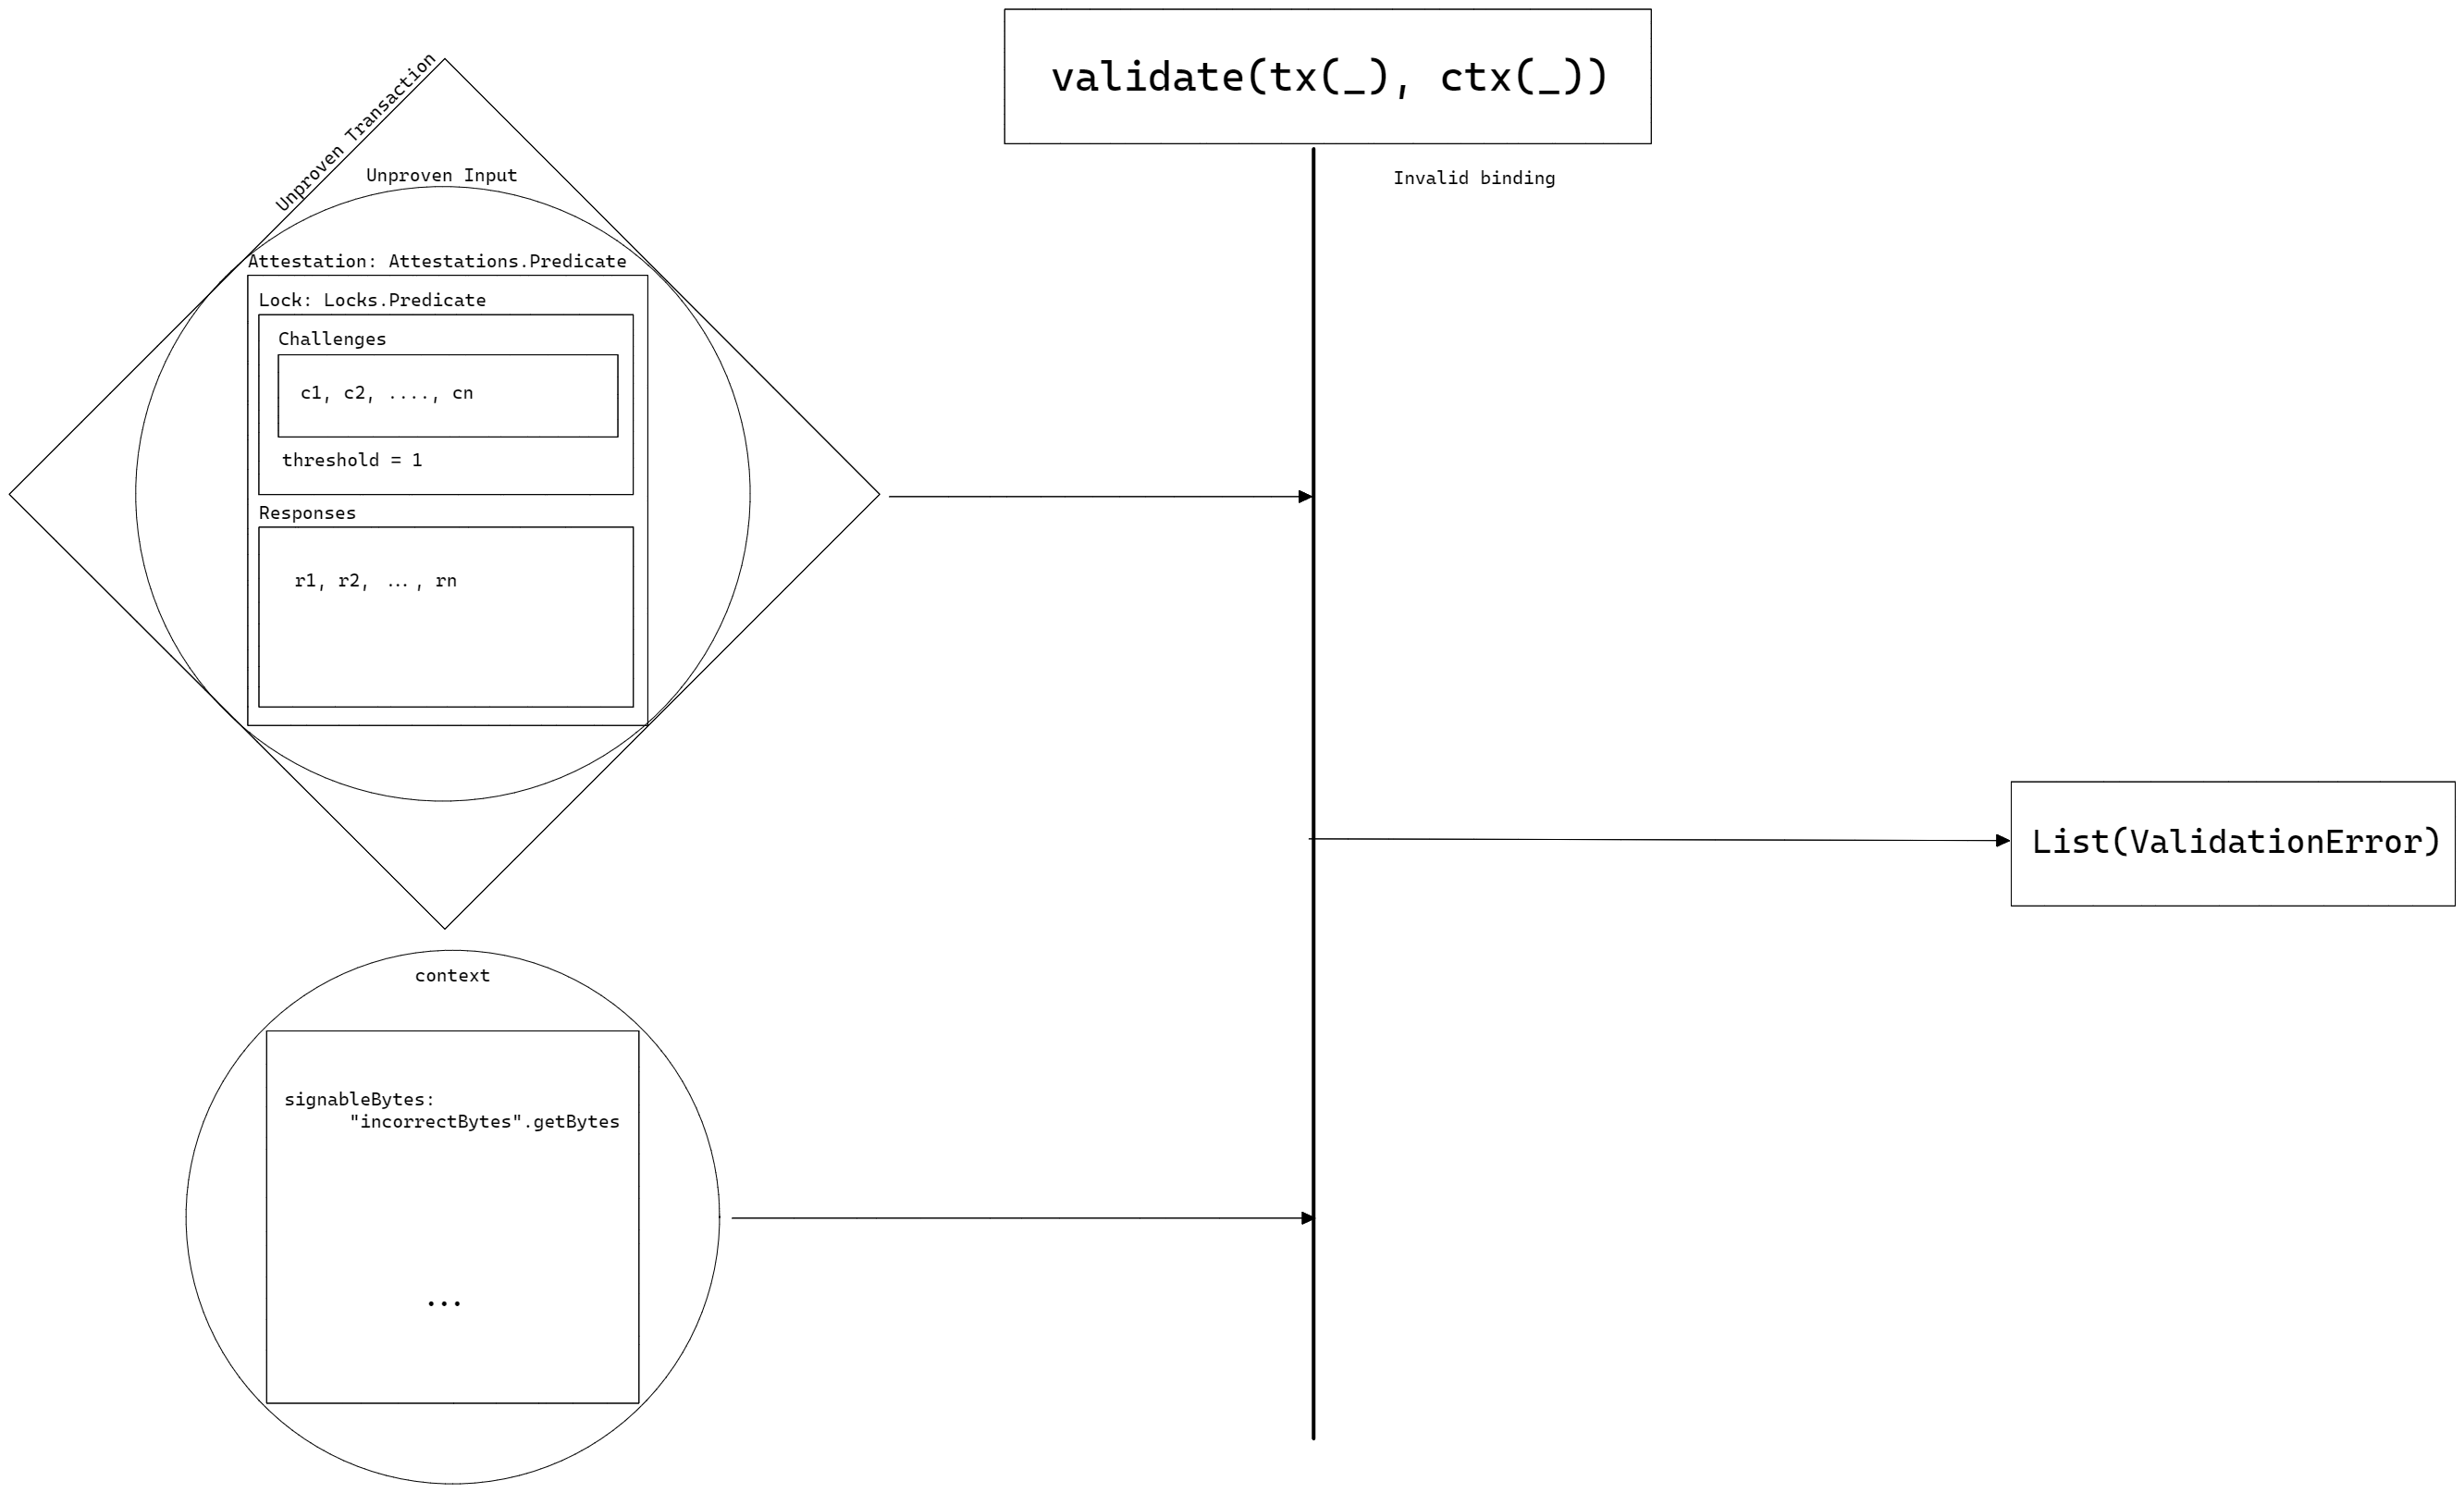 validate(tx(_), ctx(_))
Invalid binding
Unproven Transaction
Unproven Input
Attestation: Attestations.Predicate
Lock: Locks.Predicate
Challenges
c1, c2, ...., cn
threshold = 1
Responses
r1, r2, ..., rn
List(ValidationError)
context
signableBytes:
"incorrectBytes".getBytes
...